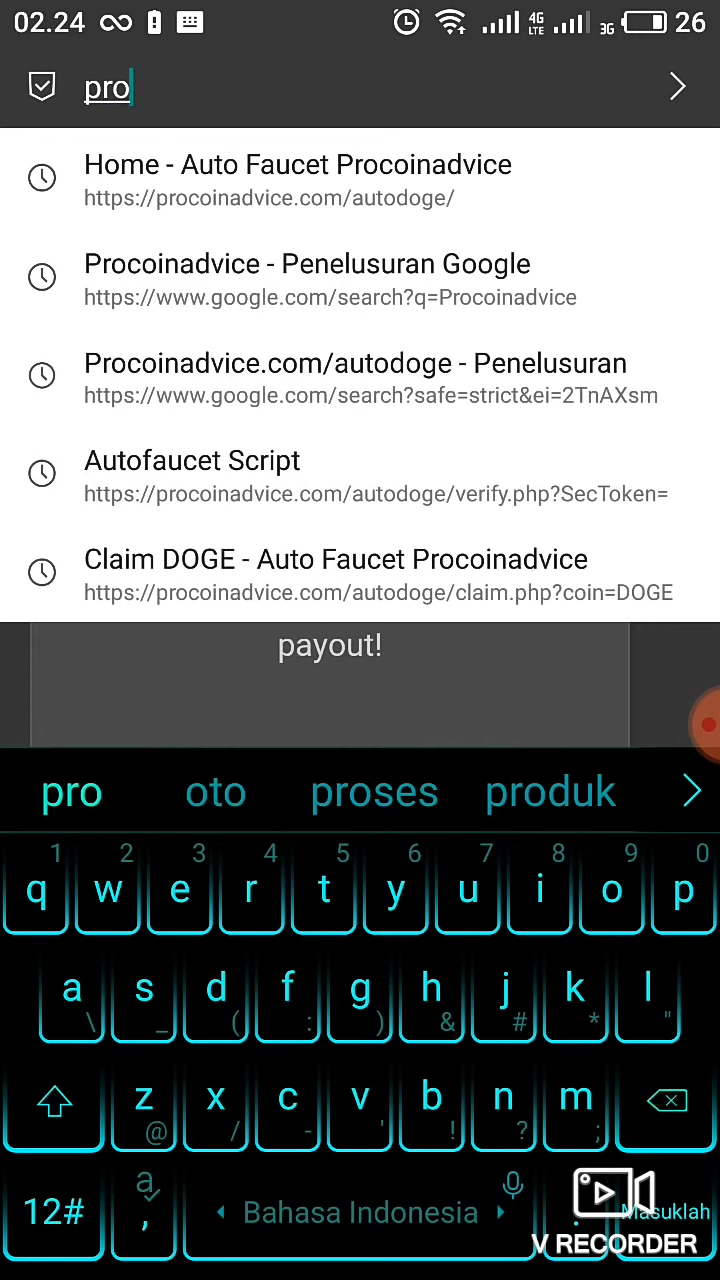 02.24 4G LTE 3G 26
pro
Home - Auto Faucet Procoinadvice
https://procoinadvice.com/autodoge/
Procoinadvice - Penelusuran Google
https://www.google.com/search?q=Procoinadvice
Procoinadvice.com/autodoge - Penelusuran
https://www.google.com/search?safe=strict&ei=2TnAXsm
Autofaucet Script
https://procoinadvice.com/autodoge/verify.php?SecToken=
Claim DOGE - Auto Faucet Procoinadvice
https://procoinadvice.com/autodoge/claim.php?coin=DOGE
payout!
pro oto proses produk
1 2 3 4 5 6 7 8 9 0
q w e r t y u i o p
a s d f g h j k l
\ _ ( : ) & # * "
z x c v b n m
@ / - ' ! ? ;
12# a , Bahasa Indonesia . Masuklah
V RECORDER